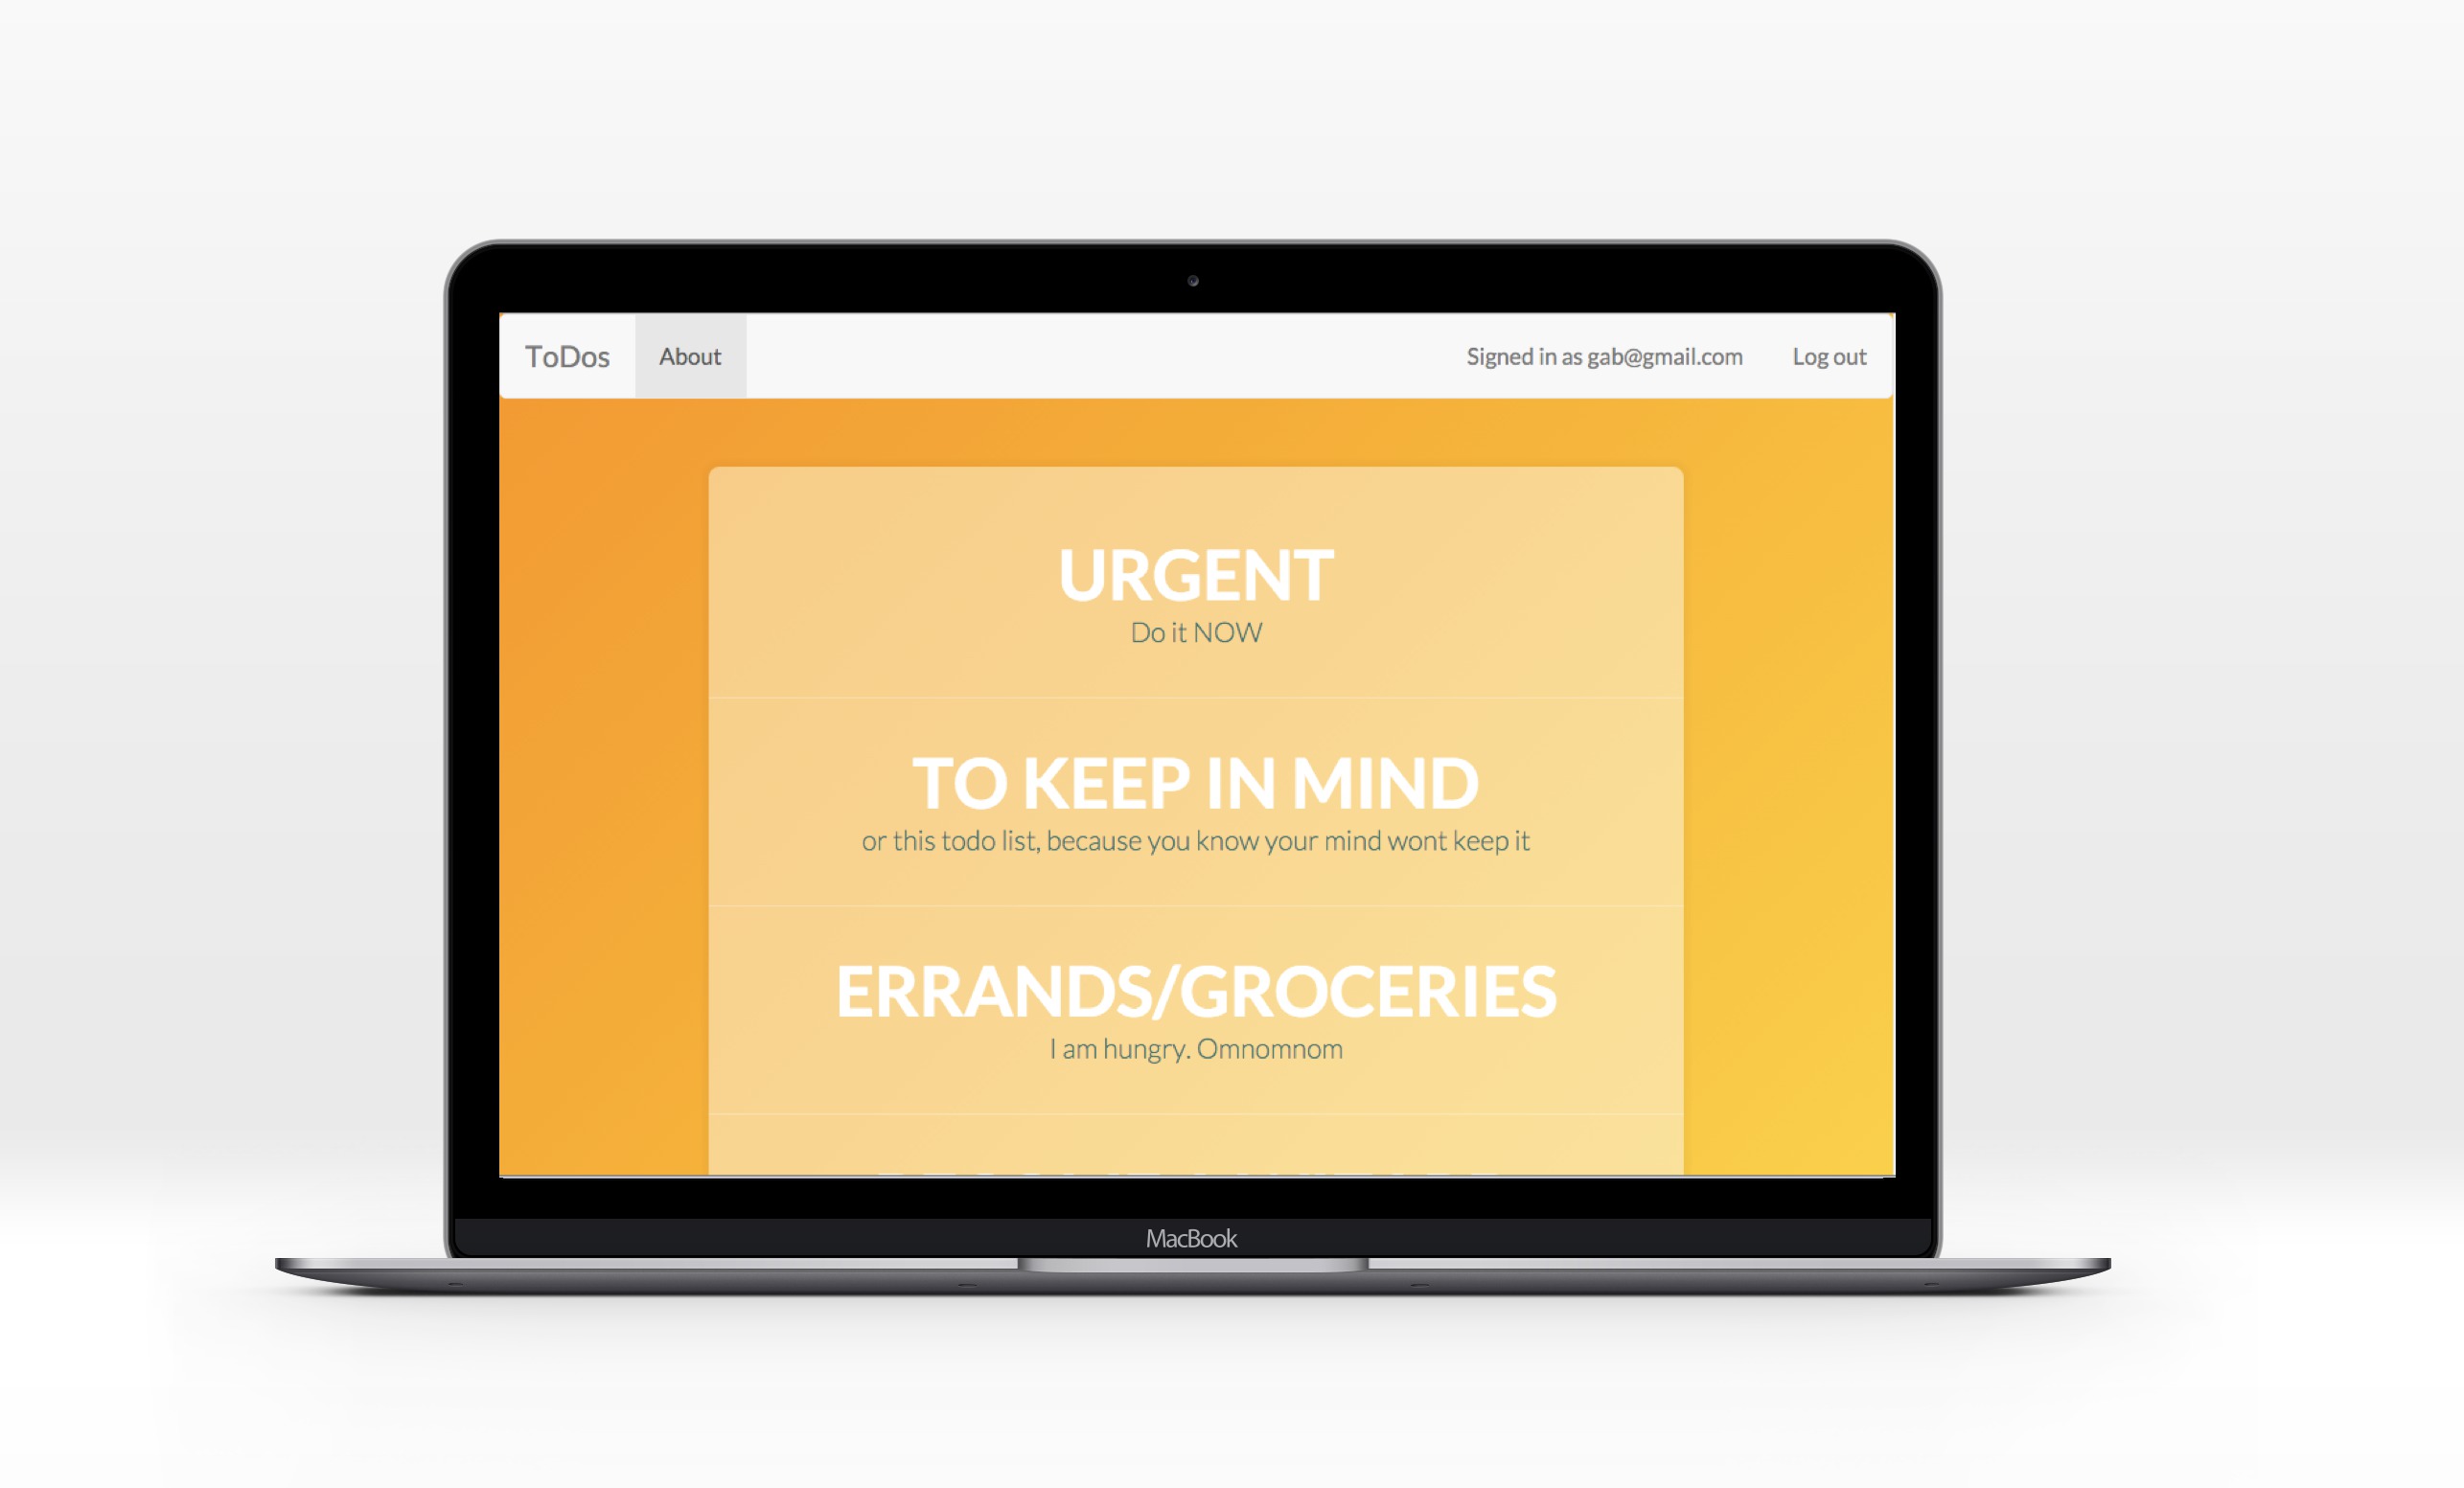 ToDos About Signed in as gab@gmail.com Log out
URGENT
Do it NOW
TO KEEP IN MIND
or this todo list, because you know your mind wont keep it
ERRANDS/GROCERIES
I am hungry. Omnomnom
MacBook